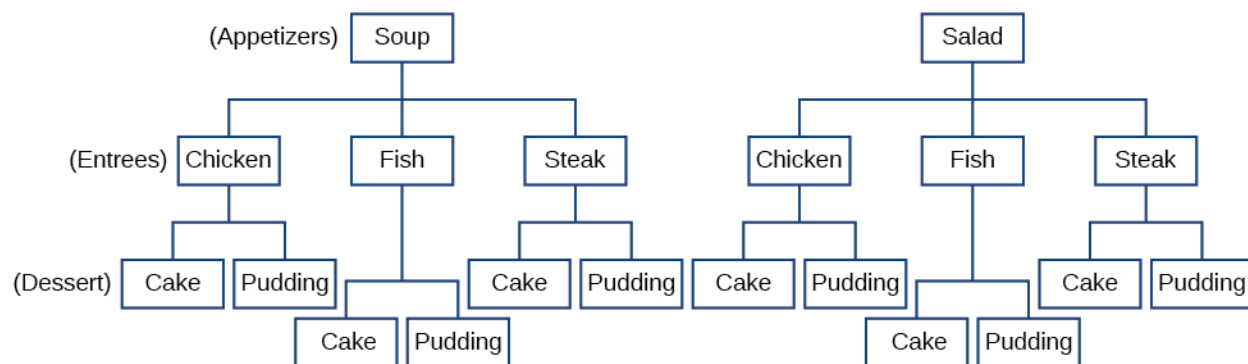 (Appetizers) Soup Salad
(Entrees) Chicken Fish Steak Chicken Fish Steak
(Dessert) Cake Pudding Cake Pudding Cake Pudding Cake Pudding
Cake Pudding Cake Pudding